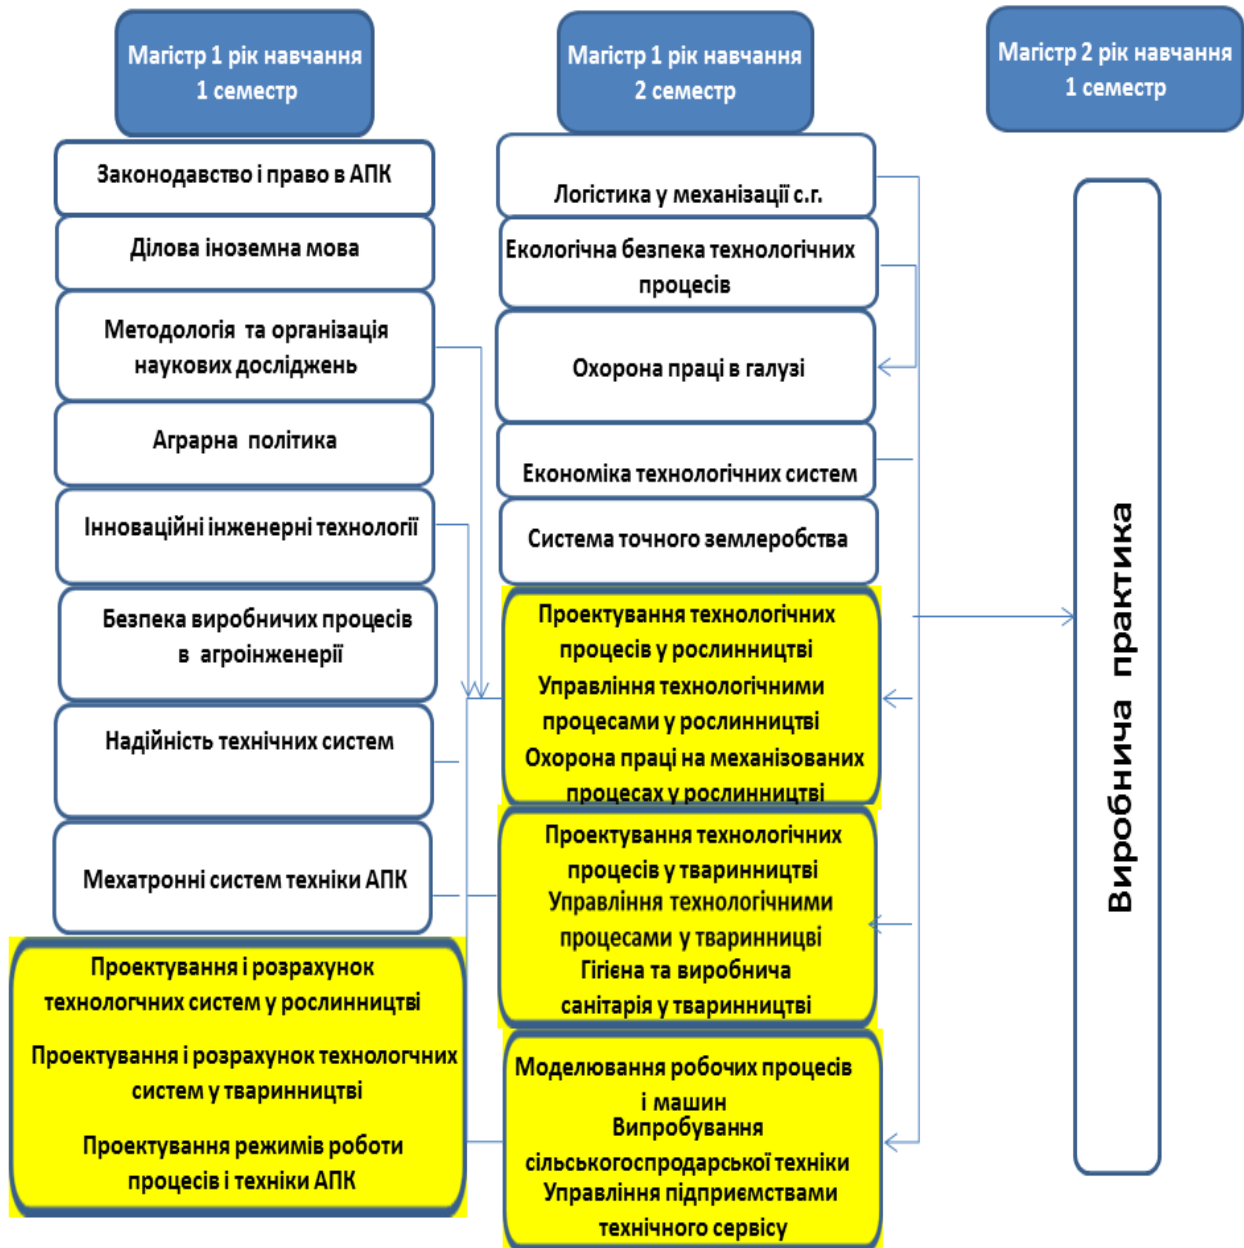 Магістр 1 рік навчання
1 семестр
Законодавство і право в АПК
Ділова іноземна мова
Методологія та організація
наукових досліджень
Аграрна політика
Інноваційні інженерні технології
Безпека виробничих процесів
в агроінженерії
Надійність технічних систем
Мехатронні систем техніки АПК
Проектування і розрахунок
технологчних систем у рослинництві
Проектування і розрахунок технологчних
систем у тваринництві
Проектування режимів роботи
процесів і техніки АПК
Магістр 1 рік навчання
2 семестр
Логістика у механізації с.г.
Екологічна безпека технологічних
процесів
Охорона праці в галузі
Економіка технологічних систем
Система точного землеробства
Проектування технологічних
процесів у рослинництві
Управління технологічними
процесами у рослинництві
Охорона праці на механізованих
процесах у рослинництві
Проектування технологічних
процесів у тваринництві
Управління технологічними
процесами у тваринницві
Гігієна та виробнича
санітарія у тваринництві
Моделювання робочих процесів
і машин
Випробування
сільськогоспродарської техніки
Управління підприємствами
технічного сервісу
Магістр 2 рік навчання
1 семестр
Виробнича практика